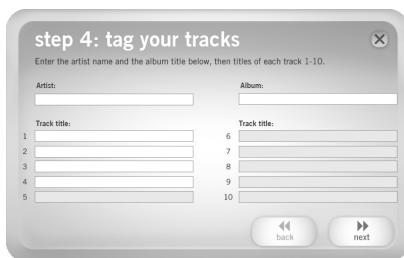 step 4: tag your tracks
Enter the artist name and the album title below, then titles of each track 1-10.
Artist:
Album:
Track title:
1
2
3
4
5
Track title:
6
7
8
9
10
back
next